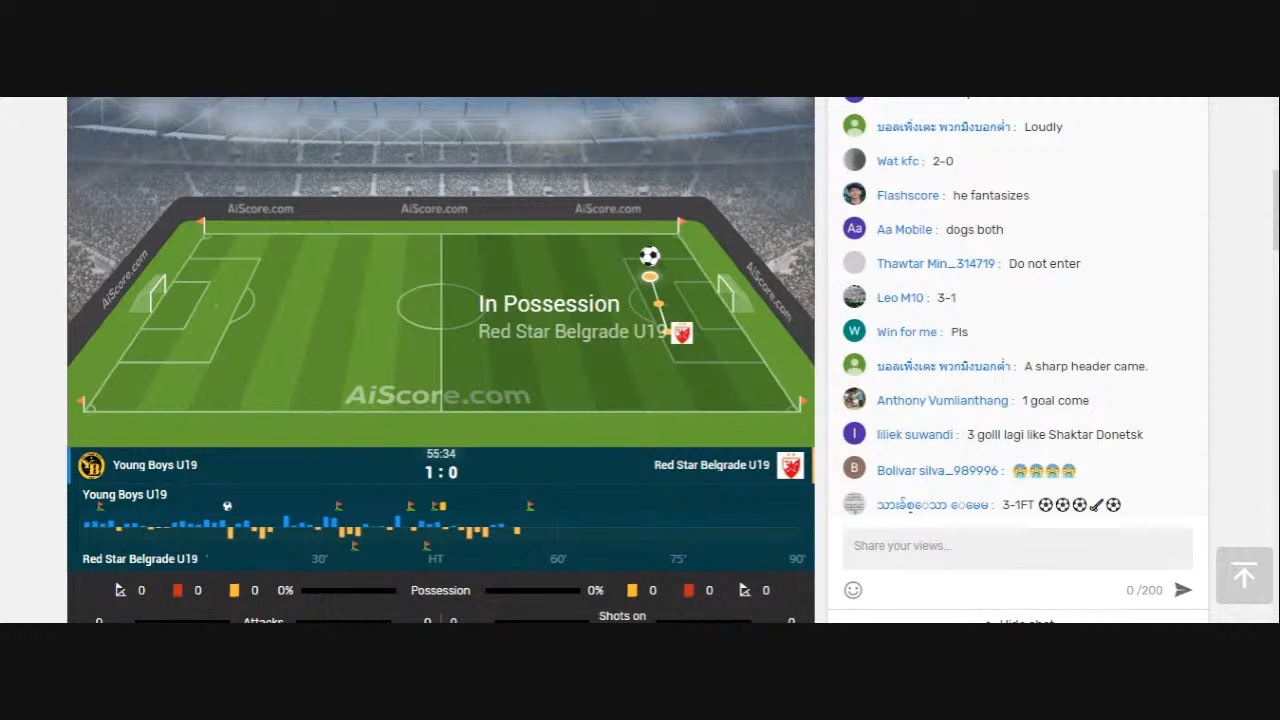 AiScore.com
AiScore.com
AiScore.com
AiScore.com
AiScore.com
In Possession
Red Star Belgrade U19
AiScore.com
Young Boys U19
55:34
1 : 0
Red Star Belgrade U19
Young Boys U19
Red Star Belgrade U19
'
30'
HT
60'
75'
90'
0
0
0
0%
Possession
0%
0
0
0
0
Attacks
0
0
Shots on
0
บอลเพิ่งเตะ พวกมิงบอกต่ำ : Loudly
Wat kfc : 2-0
Flashscore : he fantasizes
Aa
Aa Mobile : dogs both
Thawtar Min_314719 : Do not enter
Leo M10 : 3-1
W
Win for me : Pls
บอลเพิ่งเตะ พวกมิงบอกต่ำ : A sharp header came.
Anthony Vumlianthang : 1 goal come
I
liliek suwandi : 3 golll lagi like Shaktar Donetsk
B
Bolivar silva_989996 : 😭😭😭😭
3-1FT ⚽⚽⚽🗡⚽
Share your views...
0 /200